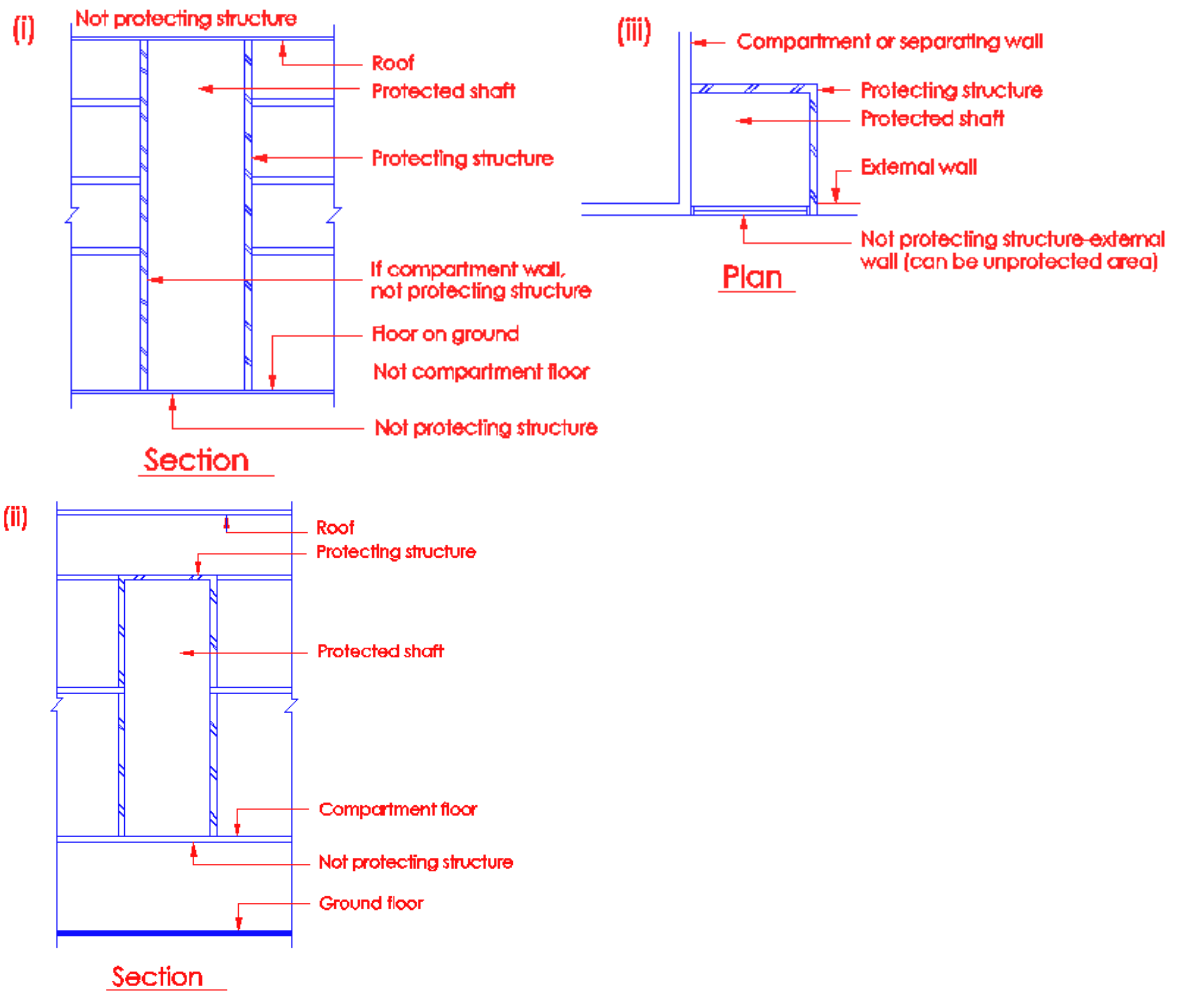 (i)
Not protecting structure
Roof
Protected shaft
Protecting structure
If compartment wall,
not protecting structure
Floor on ground
Not compartment floor
Not protecting structure
Section
(iii)
Compartment or separating wall
Protecting structure
Protected shaft
External wall
Not protecting structure-external
wall (can be unprotected area)
Plan
(ii)
Roof
Protecting structure
Protected shaft
Compartment floor
Not protecting structure
Ground floor
Section